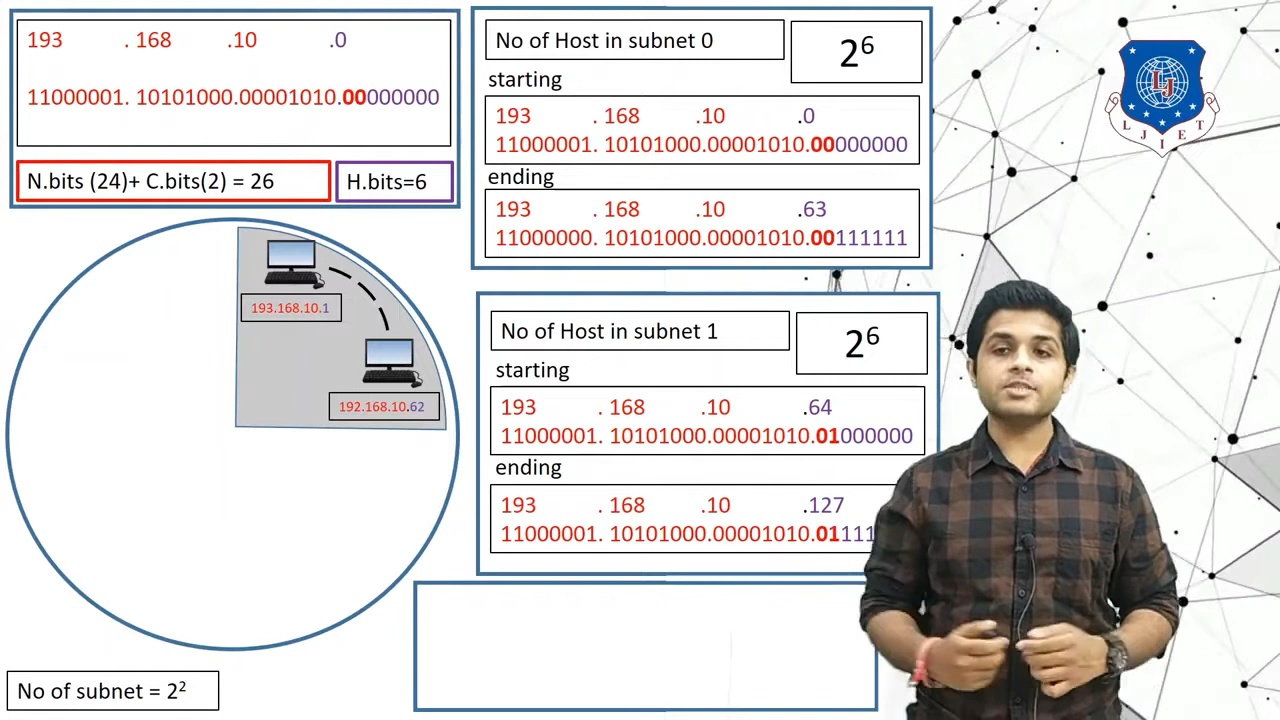 193 . 168 .10 .0
11000001. 10101000.00001010.00000000
N.bits (24)+ C.bits(2) = 26
H.bits=6
193.168.10.1
192.168.10.62
No of subnet = 2²
No of Host in subnet 0
2⁶
starting
193 . 168 .10 .0
11000001. 10101000.00001010.00000000
ending
193 . 168 .10 .63
11000000. 10101000.00001010.00111111
No of Host in subnet 1
2⁶
starting
193 . 168 .10 .64
11000001. 10101000.00001010.01000000
ending
193 . 168 .10 .127
11000001. 10101000.00001010.01111
LJ
LJIET